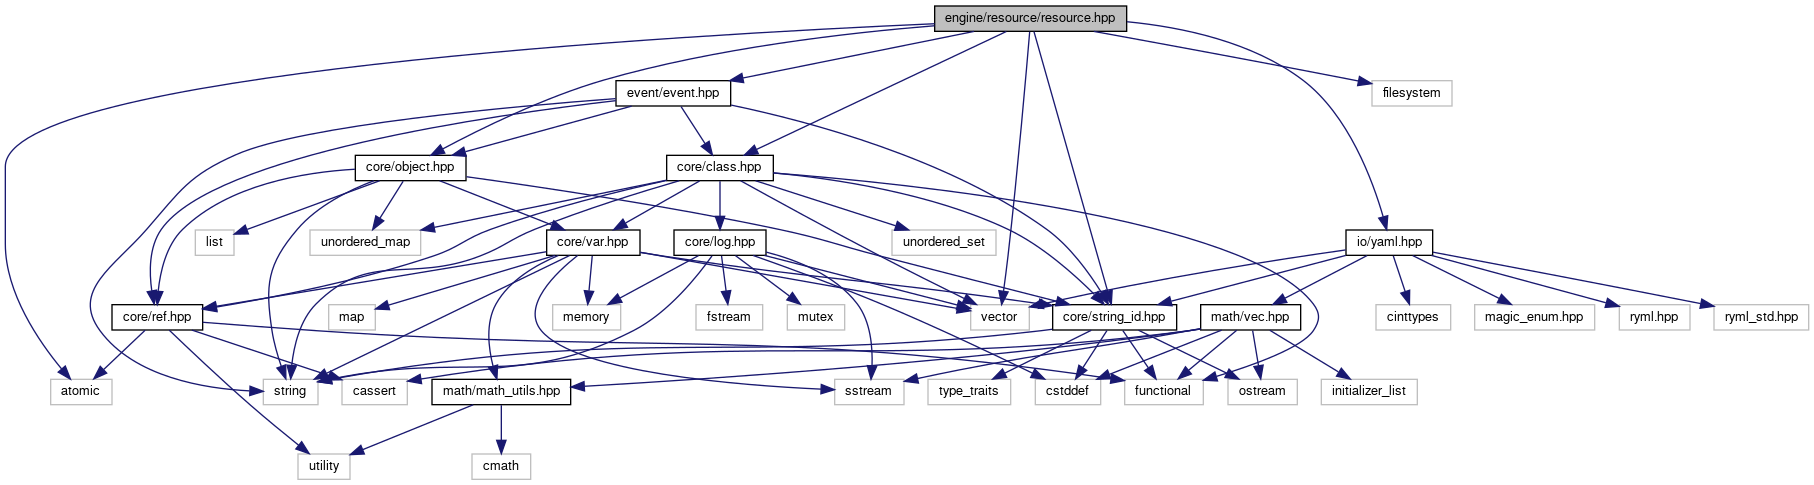 engine/resource/resource.hpp
event/event.hpp
filesystem
core/object.hpp
core/class.hpp
list
unordered_map
core/var.hpp
core/log.hpp
unordered_set
io/yaml.hpp
core/ref.hpp
map
memory
fstream
mutex
vector
core/string_id.hpp
math/vec.hpp
cinttypes
magic_enum.hpp
ryml.hpp
ryml_std.hpp
atomic
string
cassert
math/math_utils.hpp
sstream
type_traits
cstddef
functional
ostream
initializer_list
utility
cmath